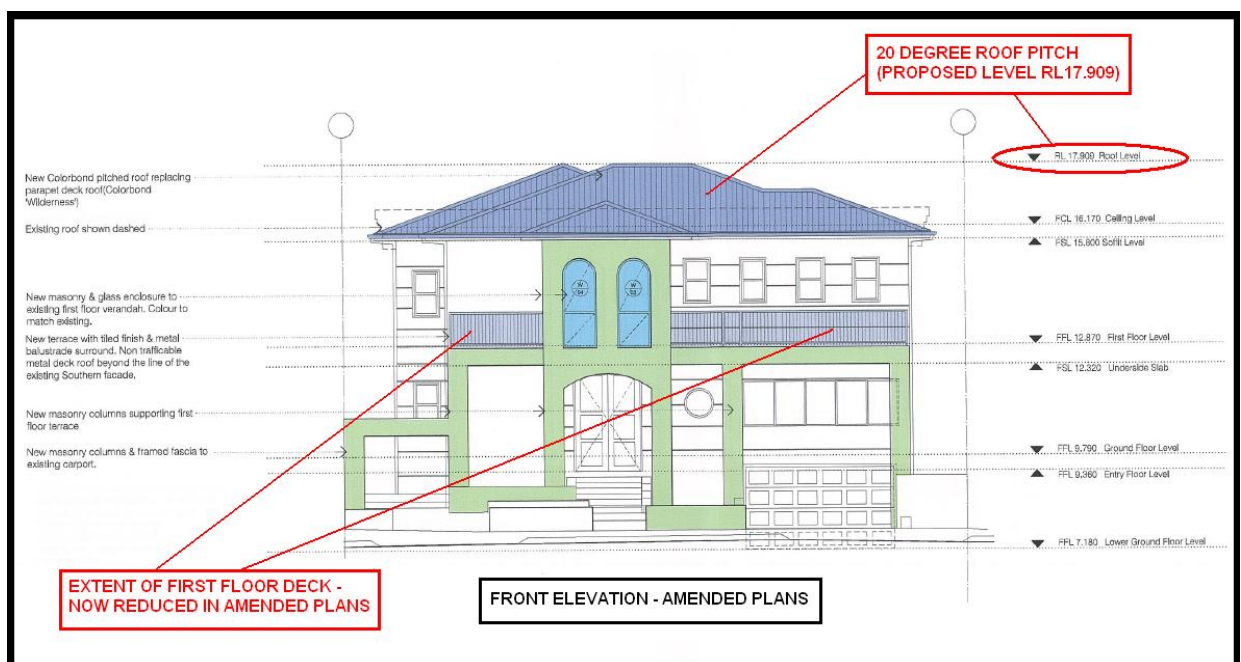 20 DEGREE ROOF PITCH
(PROPOSED LEVEL RL17.909)
RL 17.909 Roof Level
New Colorbond pitched roof replacing
parapet deck roof(Colorbond
'Wilderness')
Existing roof shown dashed
FCL 16.170 Ceiling Level
FSL 15.800 Soffit Level
New masonry & glass enclosure to
existing first floor verandah. Colour to
match existing.
W
04
W
03
New terrace with tiled finish & metal
balustrade surround. Non trafficable
metal deck roof beyond the line of the
existing Southern facade.
FFL 12.870 First Floor Level
FSL 12.320 Underside Slab
New masonry columns supporting first
floor terrace
New masonry columns & framed fascia to
existing carport.
FFL 9.790 Ground Floor Level
FFL 9.360 Entry Floor Level
FFL 7.180 Lower Ground Floor Level
EXTENT OF FIRST FLOOR DECK -
NOW REDUCED IN AMENDED PLANS
FRONT ELEVATION - AMENDED PLANS